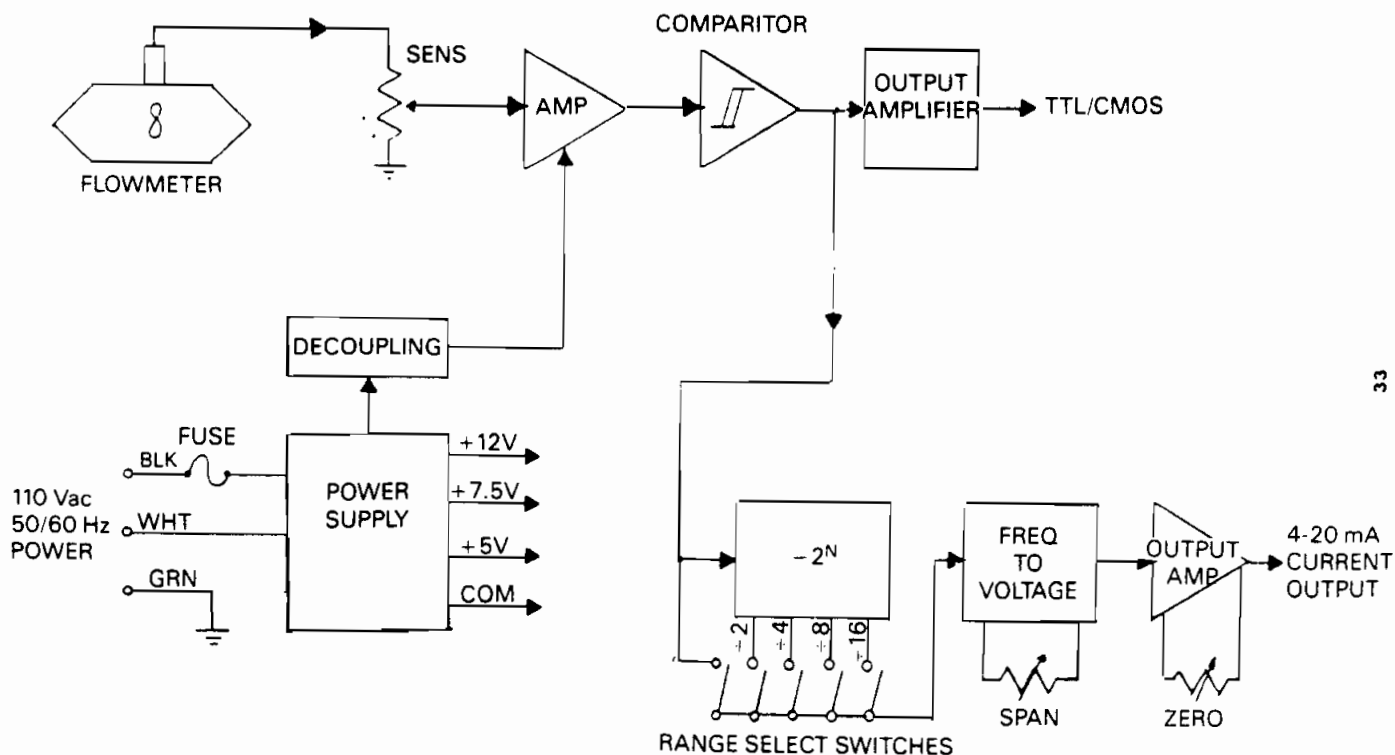 COMPARITOR
SENS
AMP
OUTPUT
AMPLIFIER
TTL/CMOS
8
FLOWMETER
DECOUPLING
33
FUSE
BLK
110 Vac
50/60 Hz
POWER
WHT
GRN
POWER
SUPPLY
+12V
+7.5V
+5V
COM
-2ᴺ
÷2
÷4
÷8
÷16
FREQ
TO
VOLTAGE
OUTPUT
AMP
4-20 mA
CURRENT
OUTPUT
SPAN
ZERO
RANGE SELECT SWITCHES